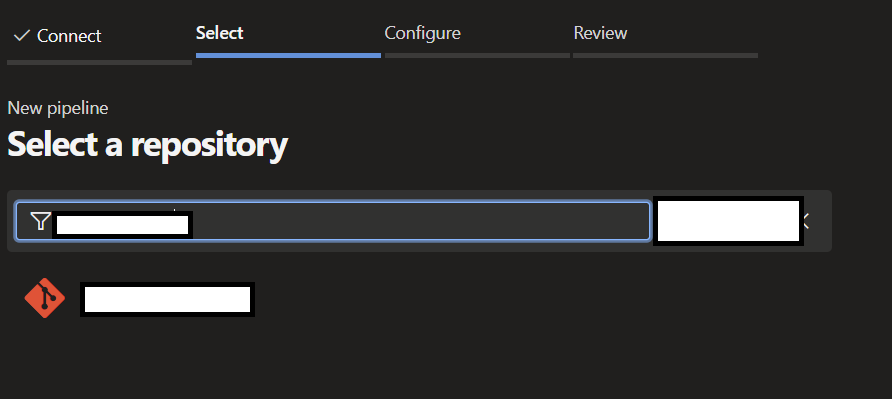 Connect
Select
Configure
Review
New pipeline
Select a repository